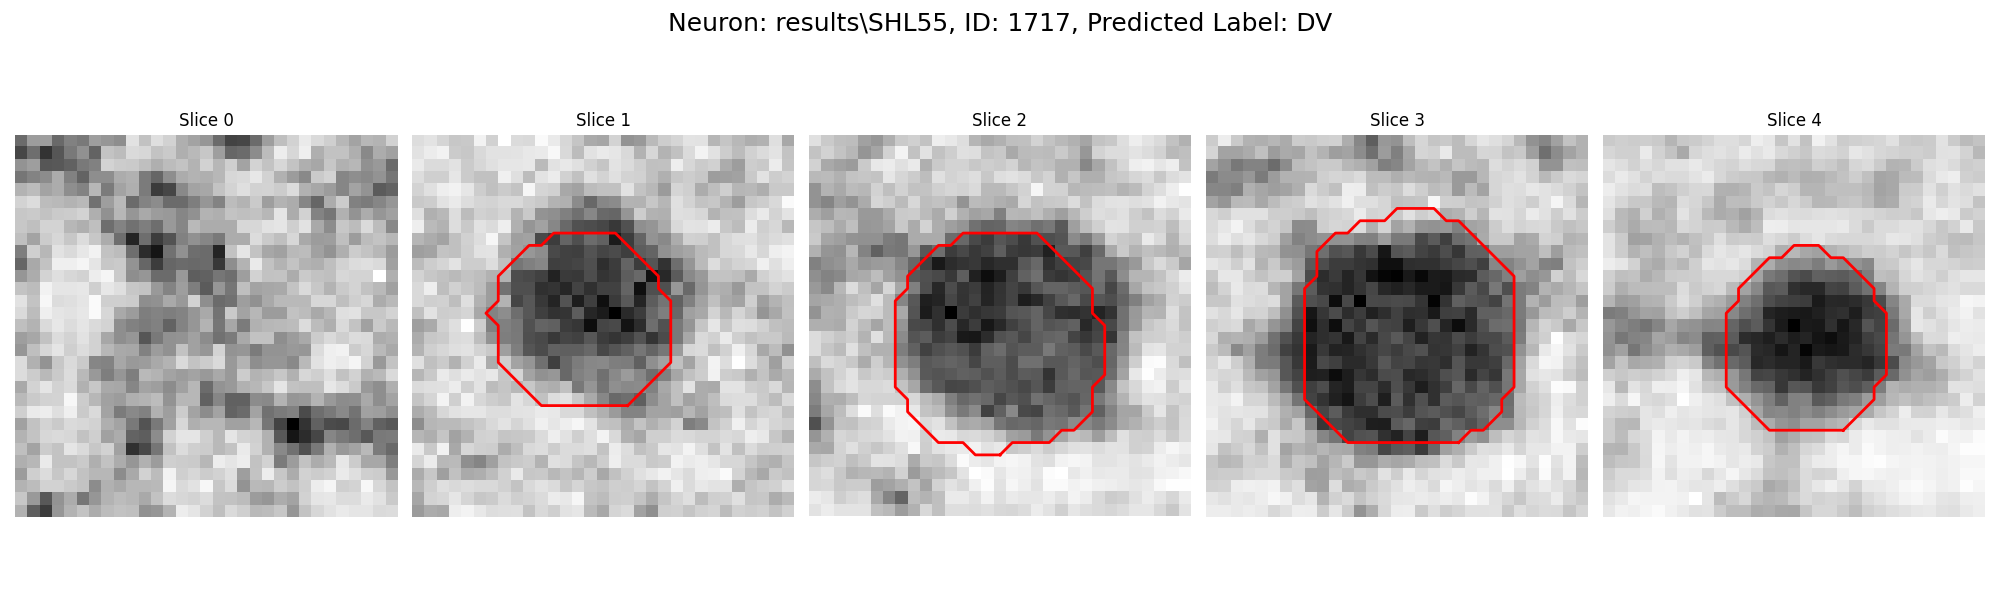 Neuron: results\SHL55, ID: 1717, Predicted Label: DV
Slice 0
Slice 1
Slice 2
Slice 3
Slice 4